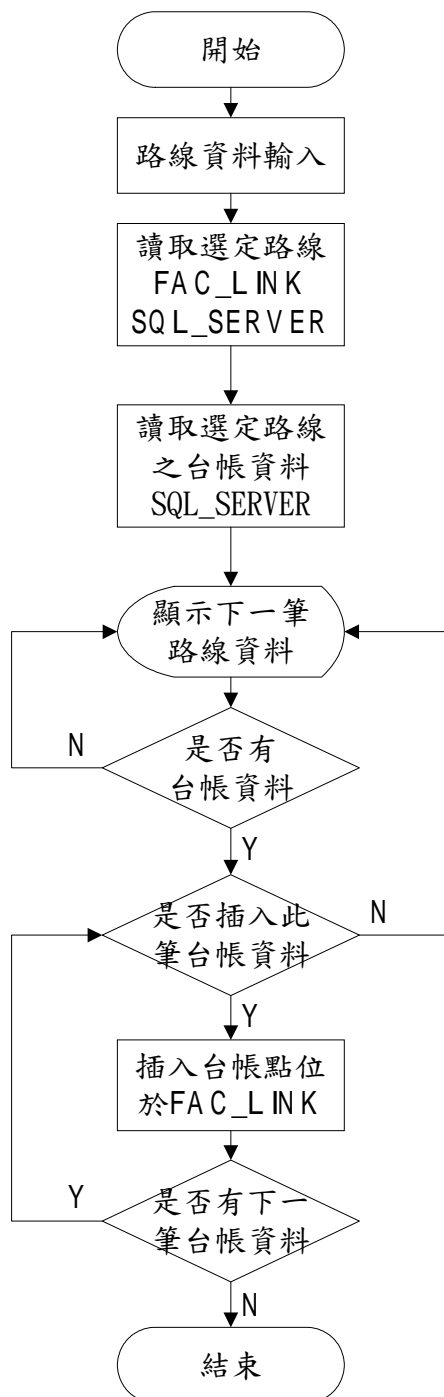 開始
路線資料輸入
讀取選定路線
FAC_LINK
SQL_SERVER
讀取選定路線
之台帳資料
SQL_SERVER
顯示下一筆
路線資料
N
是否有
台帳資料
Y
是否插入此
筆台帳資料
N
Y
插入台帳點位
於FAC_LINK
Y
是否有下一
筆台帳資料
N
結束